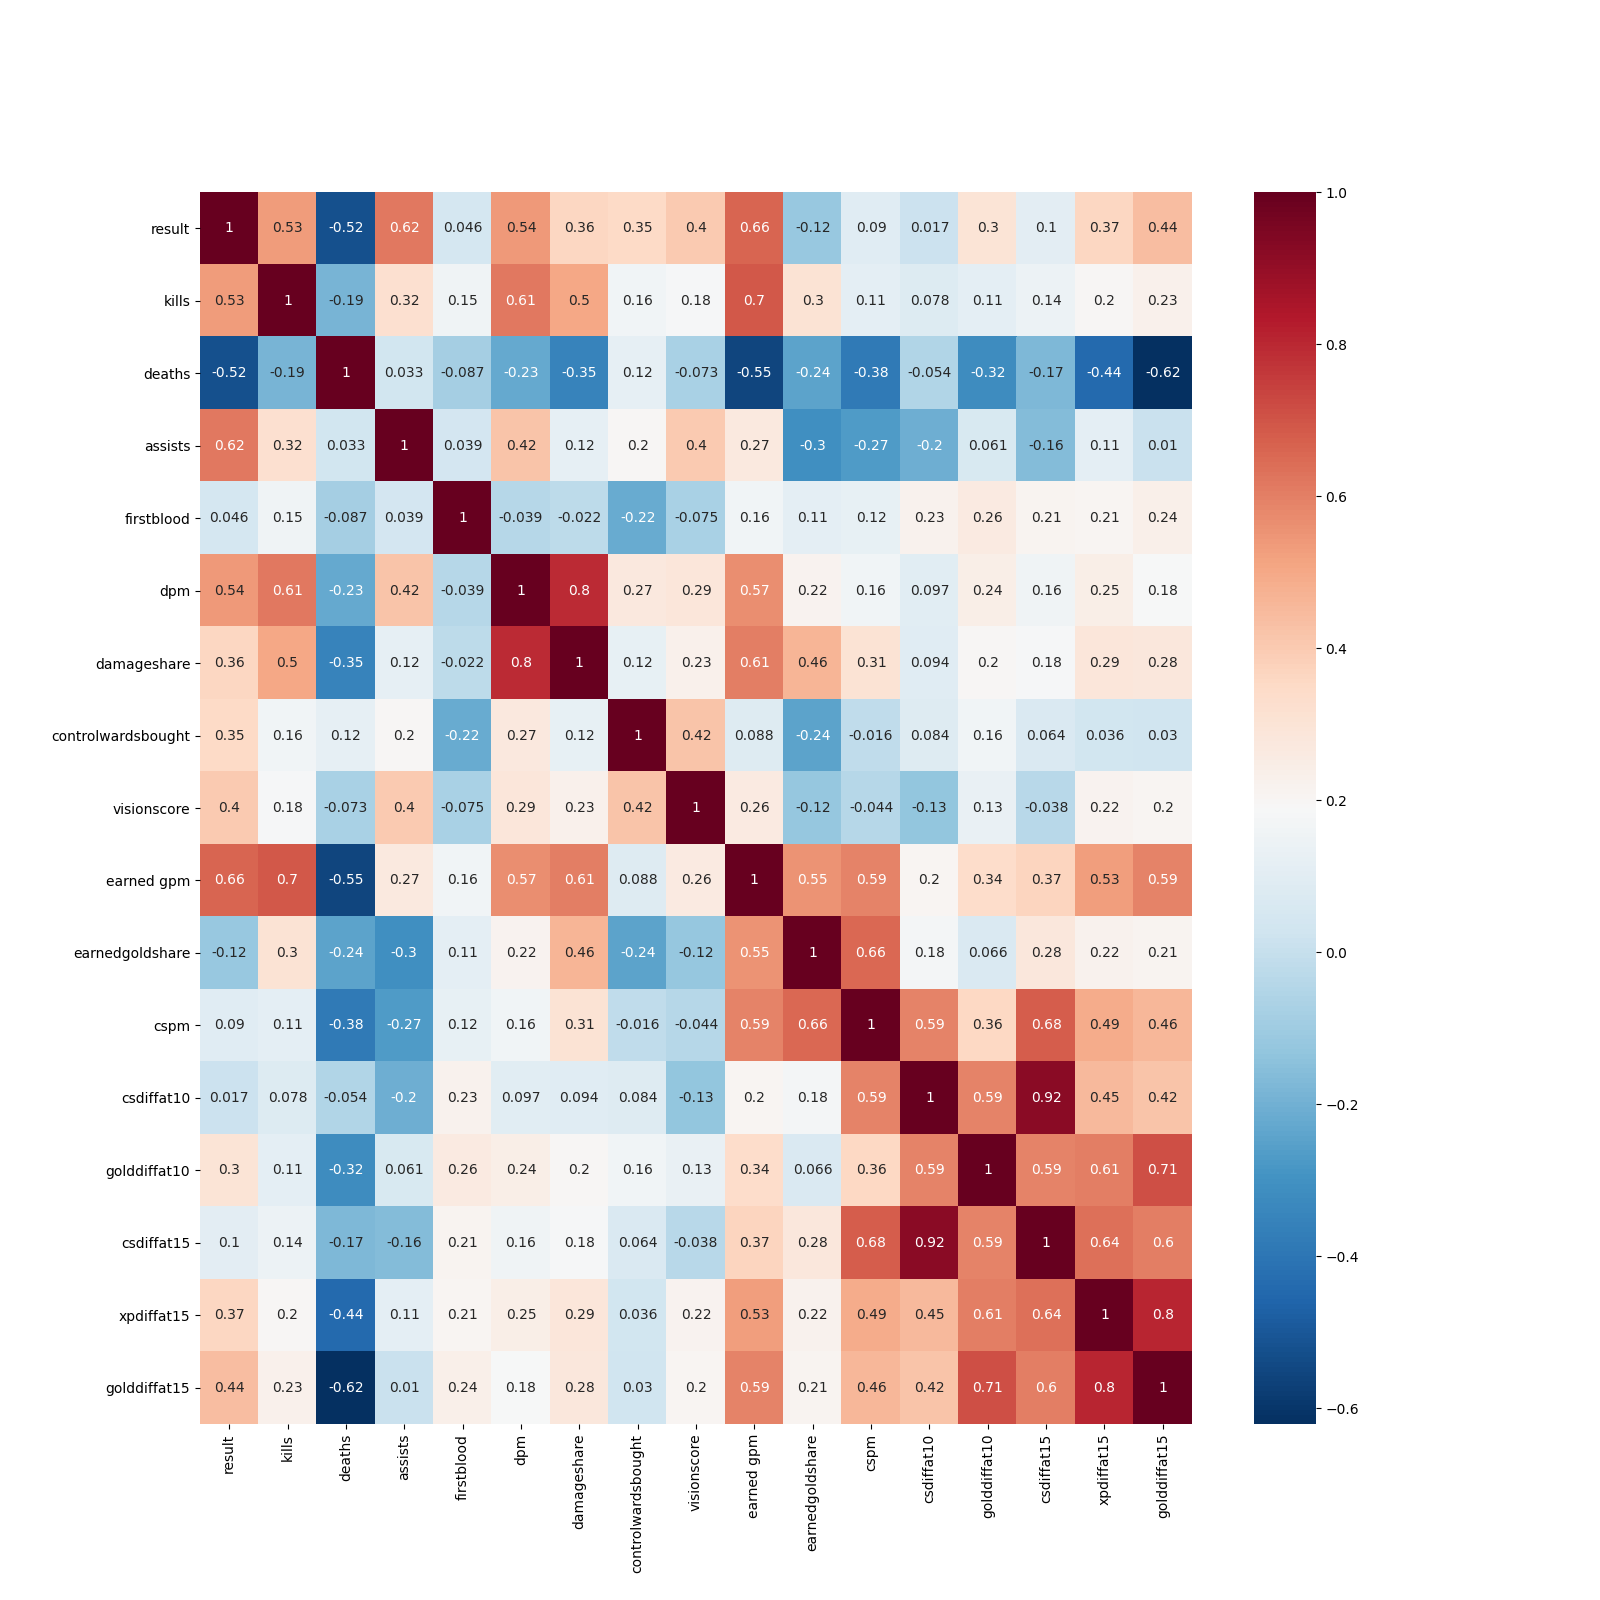 result 1 0.53 -0.52 0.62 0.046 0.54 0.36 0.35 0.4 0.66 -0.12 0.09 0.017 0.3 0.1 0.37 0.44
kills 0.53 1 -0.19 0.32 0.15 0.61 0.5 0.16 0.18 0.7 0.3 0.11 0.078 0.11 0.14 0.2 0.23
deaths -0.52 -0.19 1 0.033 -0.087 -0.23 -0.35 0.12 -0.073 -0.55 -0.24 -0.38 -0.054 -0.32 -0.17 -0.44 -0.62
assists 0.62 0.32 0.033 1 0.039 0.42 0.12 0.2 0.4 0.27 -0.3 -0.27 -0.2 0.061 -0.16 0.11 0.01
firstblood 0.046 0.15 -0.087 0.039 1 -0.039 -0.022 -0.22 -0.075 0.16 0.11 0.12 0.23 0.26 0.21 0.21 0.24
dpm 0.54 0.61 -0.23 0.42 -0.039 1 0.8 0.27 0.29 0.57 0.22 0.16 0.097 0.24 0.16 0.25 0.18
damageshare 0.36 0.5 -0.35 0.12 -0.022 0.8 1 0.12 0.23 0.61 0.46 0.31 0.094 0.2 0.18 0.29 0.28
controlwardsbought 0.35 0.16 0.12 0.2 -0.22 0.27 0.12 1 0.42 0.088 -0.24 -0.016 0.084 0.16 0.064 0.036 0.03
visionscore 0.4 0.18 -0.073 0.4 -0.075 0.29 0.23 0.42 1 0.26 -0.12 -0.044 -0.13 0.13 -0.038 0.22 0.2
earned gpm 0.66 0.7 -0.55 0.27 0.16 0.57 0.61 0.088 0.26 1 0.55 0.59 0.2 0.34 0.37 0.53 0.59
earnedgoldshare -0.12 0.3 -0.24 -0.3 0.11 0.22 0.46 -0.24 -0.12 0.55 1 0.66 0.18 0.066 0.28 0.22 0.21
cspm 0.09 0.11 -0.38 -0.27 0.12 0.16 0.31 -0.016 -0.044 0.59 0.66 1 0.59 0.36 0.68 0.49 0.46
csdiffat10 0.017 0.078 -0.054 -0.2 0.23 0.097 0.094 0.084 -0.13 0.2 0.18 0.59 1 0.59 0.92 0.45 0.42
golddiffat10 0.3 0.11 -0.32 0.061 0.26 0.24 0.2 0.16 0.13 0.34 0.066 0.36 0.59 1 0.59 0.61 0.71
csdiffat15 0.1 0.14 -0.17 -0.16 0.21 0.16 0.18 0.064 -0.038 0.37 0.28 0.68 0.92 0.59 1 0.64 0.6
xpdiffat15 0.37 0.2 -0.44 0.11 0.21 0.25 0.29 0.036 0.22 0.53 0.22 0.49 0.45 0.61 0.64 1 0.8
golddiffat15 0.44 0.23 -0.62 0.01 0.24 0.18 0.28 0.03 0.2 0.59 0.21 0.46 0.42 0.71 0.6 0.8 1
result
kills
deaths
assists
firstblood
dpm
damageshare
controlwardsbought
visionscore
earned gpm
earnedgoldshare
cspm
csdiffat10
golddiffat10
csdiffat15
xpdiffat15
golddiffat15
1.0
0.8
0.6
0.4
0.2
0.0
−0.2
−0.4
−0.6